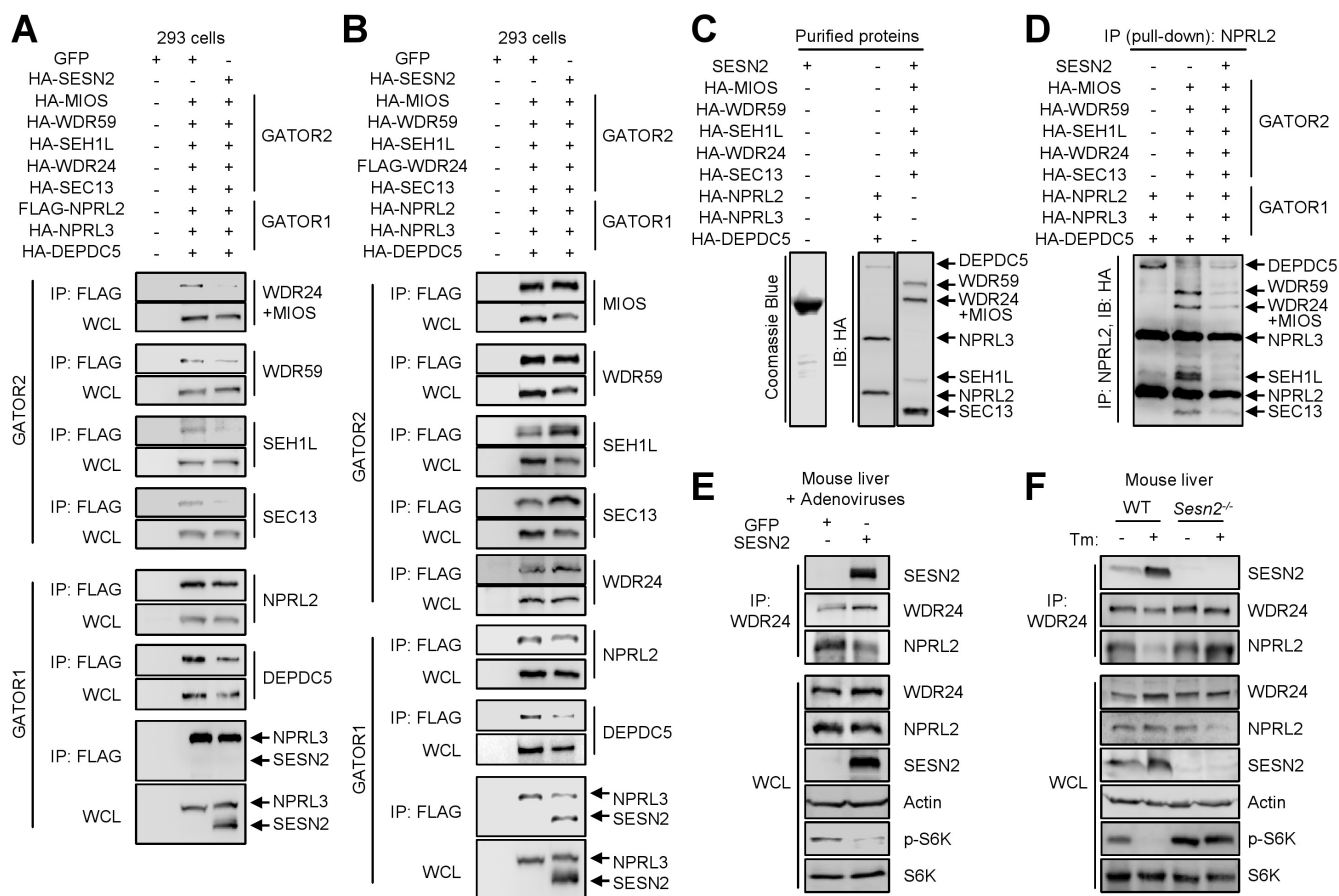 A
293 cells
GFP + + -
HA-SESN2 - - +
HA-MIOS - + +
HA-WDR59 - + +
HA-SEH1L - + +
HA-WDR24 - + +
HA-SEC13 - + +
GATOR2
FLAG-NPRL2 - + +
HA-NPRL3 - + +
HA-DEPDC5 - + +
GATOR1
GATOR2
IP: FLAG
WCL
WDR24
+MIOS
IP: FLAG
WCL
WDR59
IP: FLAG
WCL
SEH1L
IP: FLAG
WCL
SEC13
GATOR1
IP: FLAG
WCL
NPRL2
IP: FLAG
WCL
DEPDC5
IP: FLAG
NPRL3
SESN2
WCL
NPRL3
SESN2
B
293 cells
GFP + + -
HA-SESN2 - - +
HA-MIOS - + +
HA-WDR59 - + +
HA-SEH1L - + +
FLAG-WDR24 - + +
HA-SEC13 - + +
GATOR2
HA-NPRL2 - + +
HA-NPRL3 - + +
HA-DEPDC5 - + +
GATOR1
GATOR2
IP: FLAG
WCL
MIOS
IP: FLAG
WCL
WDR59
IP: FLAG
WCL
SEH1L
IP: FLAG
WCL
SEC13
IP: FLAG
WCL
WDR24
GATOR1
IP: FLAG
WCL
NPRL2
IP: FLAG
WCL
DEPDC5
IP: FLAG
NPRL3
SESN2
WCL
NPRL3
SESN2
C
Purified proteins
SESN2 + - +
HA-MIOS - - +
HA-WDR59 - - +
HA-SEH1L - - +
HA-WDR24 - - +
HA-SEC13 - - +
HA-NPRL2 - + -
HA-NPRL3 - + -
HA-DEPDC5 - + -
Coomassie Blue
IB: HA
DEPDC5
WDR59
WDR24
+MIOS
NPRL3
SEH1L
NPRL2
SEC13
D
IP (pull-down): NPRL2
SESN2 - - +
HA-MIOS - + +
HA-WDR59 - + +
HA-SEH1L - + +
HA-WDR24 - + +
HA-SEC13 - + +
GATOR2
HA-NPRL2 + + +
HA-NPRL3 + + +
HA-DEPDC5 + + +
GATOR1
IP: NPRL2, IB: HA
DEPDC5
WDR59
WDR24
+MIOS
NPRL3
SEH1L
NPRL2
SEC13
E
Mouse liver
+ Adenoviruses
GFP + -
SESN2 - +
IP:
WDR24
SESN2
WDR24
NPRL2
WCL
WDR24
NPRL2
SESN2
Actin
p-S6K
S6K
F
Mouse liver
WT Sesn2-/-
Tm: - + - +
IP:
WDR24
SESN2
WDR24
NPRL2
WCL
WDR24
NPRL2
SESN2
Actin
p-S6K
S6K